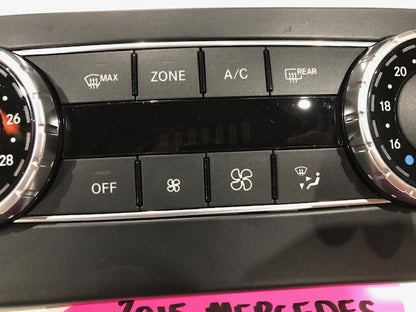 MAX ZONE A/C REAR
20
18
26
16
28
OFF
2015 MERCEDES